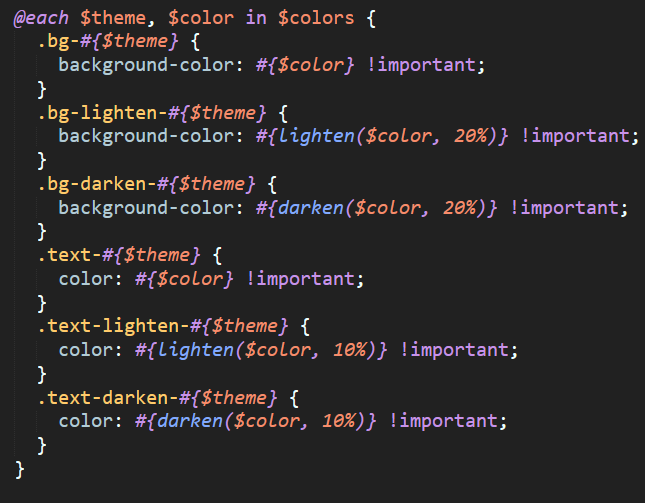 @each $theme, $color in $colors {
  .bg-#{$theme} {
    background-color: #{$color} !important;
  }
  .bg-lighten-#{$theme} {
    background-color: #{lighten($color, 20%)} !important;
  }
  .bg-darken-#{$theme} {
    background-color: #{darken($color, 20%)} !important;
  }
  .text-#{$theme} {
    color: #{$color} !important;
  }
  .text-lighten-#{$theme} {
    color: #{lighten($color, 10%)} !important;
  }
  .text-darken-#{$theme} {
    color: #{darken($color, 10%)} !important;
  }
}